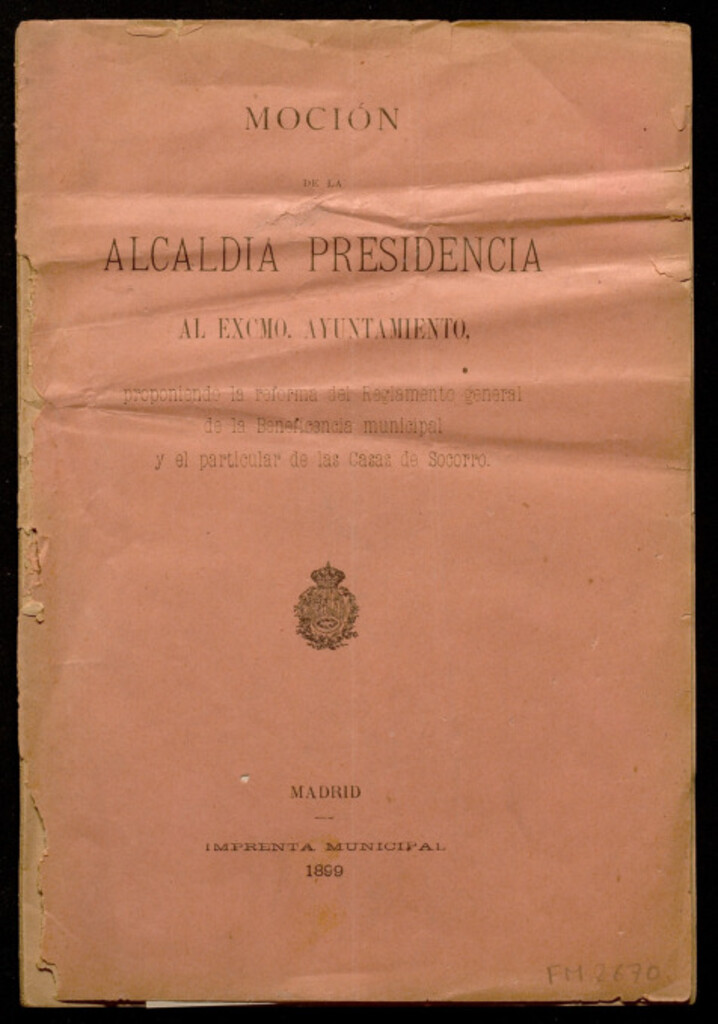 MOCIÓN
DE LA
ALCALDIA PRESIDENCIA
AL EXCMO. AYUNTAMIENTO,
proponiendo la reforma del Reglamento general
de la Beneficencia municipal
y el particular de las Casas de Socorro.
MADRID
IMPRENTA MUNICIPAL
1899
FM 2670